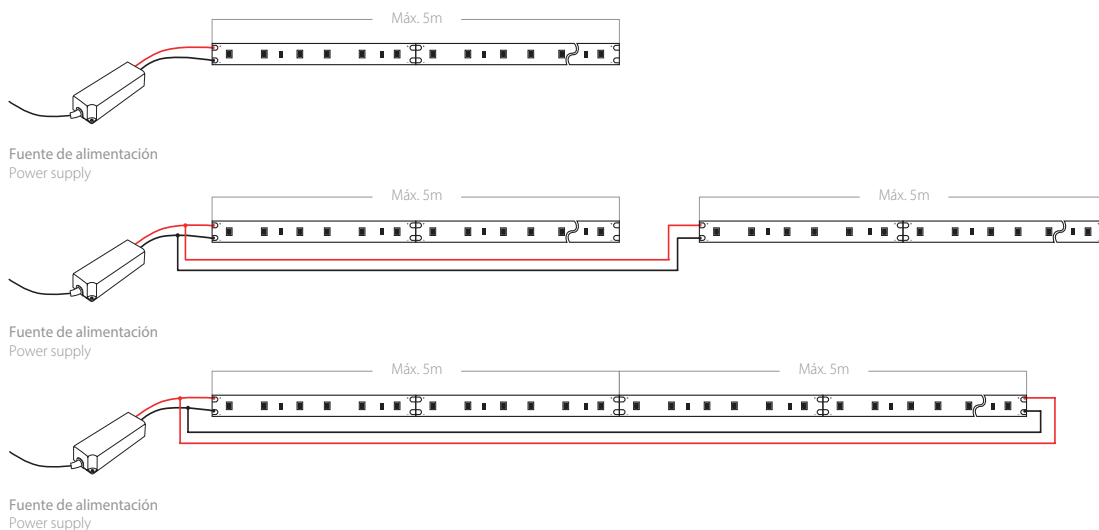 Máx. 5m
Fuente de alimentación
Power supply
Máx. 5m
Máx. 5m
Fuente de alimentación
Power supply
Máx. 5m
Máx. 5m
Fuente de alimentación
Power supply